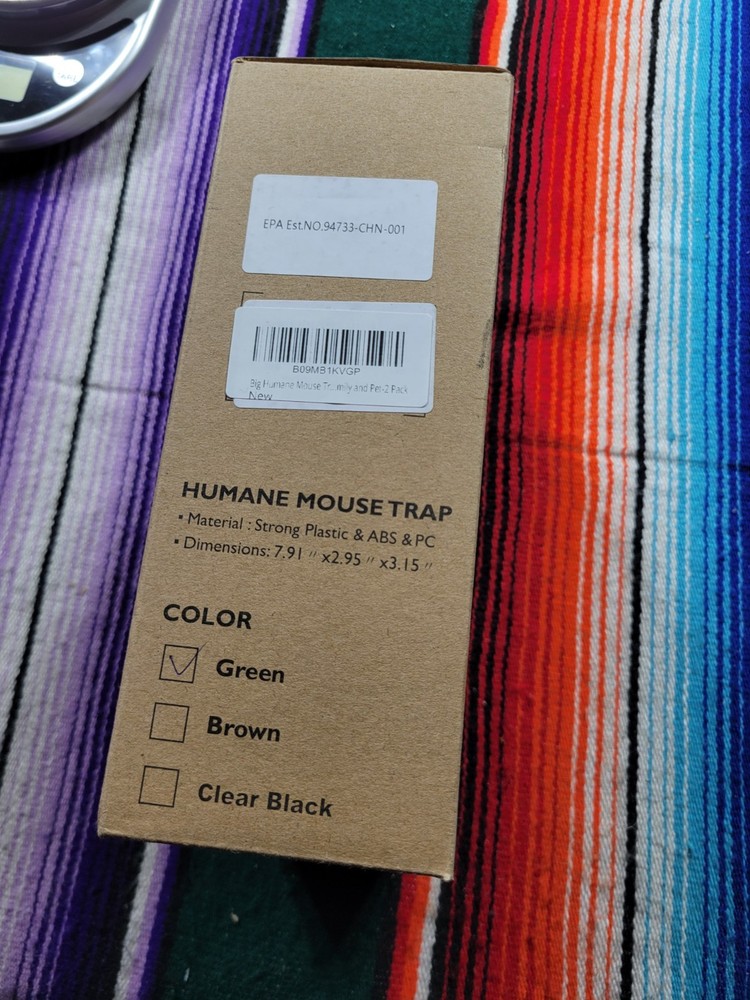 TARE
EPA Est.NO.94733-CHN-001
B09MB1KVGP
Big Humane Mouse Tr...mily and Pet-2 Pack
New
HUMANE MOUSE TRAP
• Material : Strong Plastic & ABS & PC
• Dimensions: 7.91 " x2.95 " x3.15 "
COLOR
Green
Brown
Clear Black